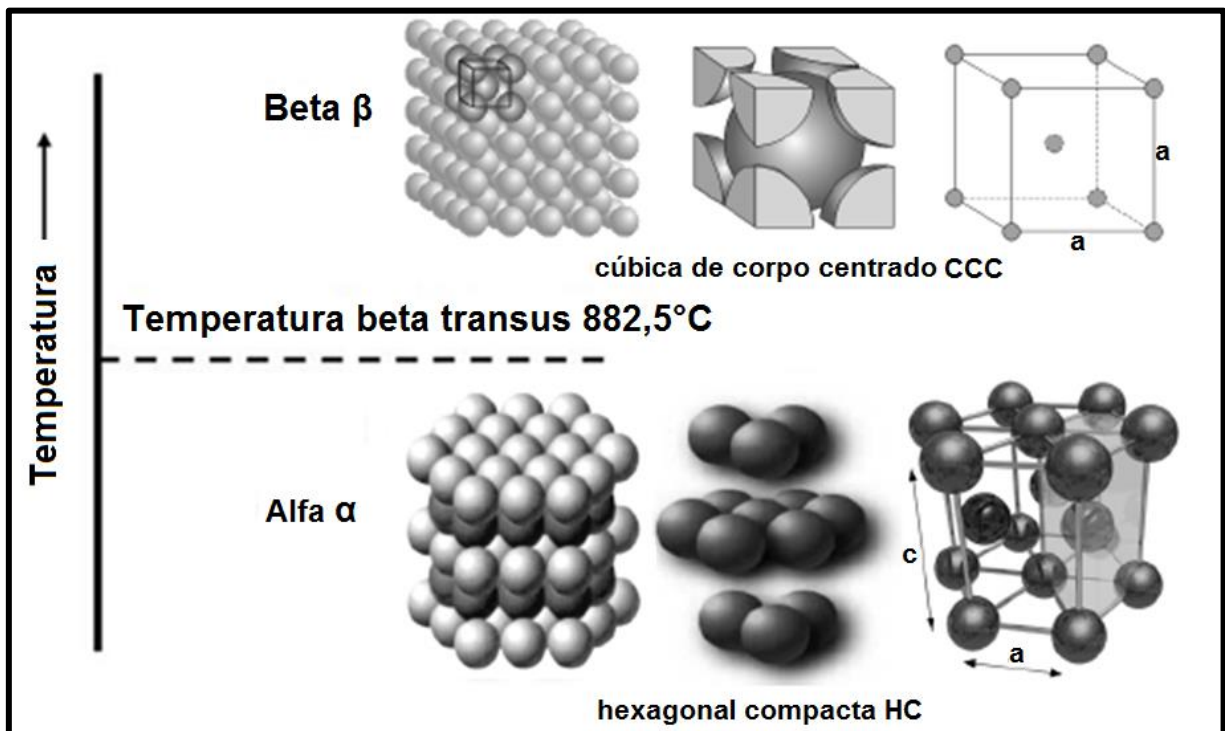 Temperatura
Beta β
a
a
cúbica de corpo centrado CCC
Temperatura beta transus 882,5°C
Alfa α
c
a
hexagonal compacta HC